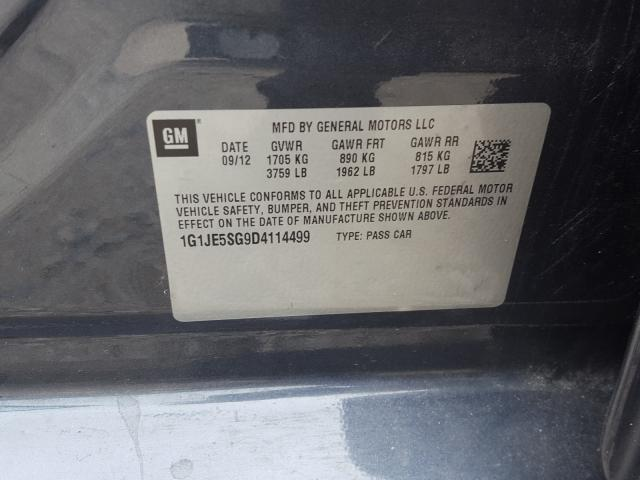 GM
MFD BY GENERAL MOTORS LLC
DATE GVWR GAWR FRT GAWR RR
09/12 1705 KG 890 KG 815 KG
3759 LB 1962 LB 1797 LB
THIS VEHICLE CONFORMS TO ALL APPLICABLE U.S. FEDERAL MOTOR
VEHICLE SAFETY, BUMPER, AND THEFT PREVENTION STANDARDS IN
EFFECT ON THE DATE OF MANUFACTURE SHOWN ABOVE.
1G1JE5SG9D4114499 TYPE: PASS CAR